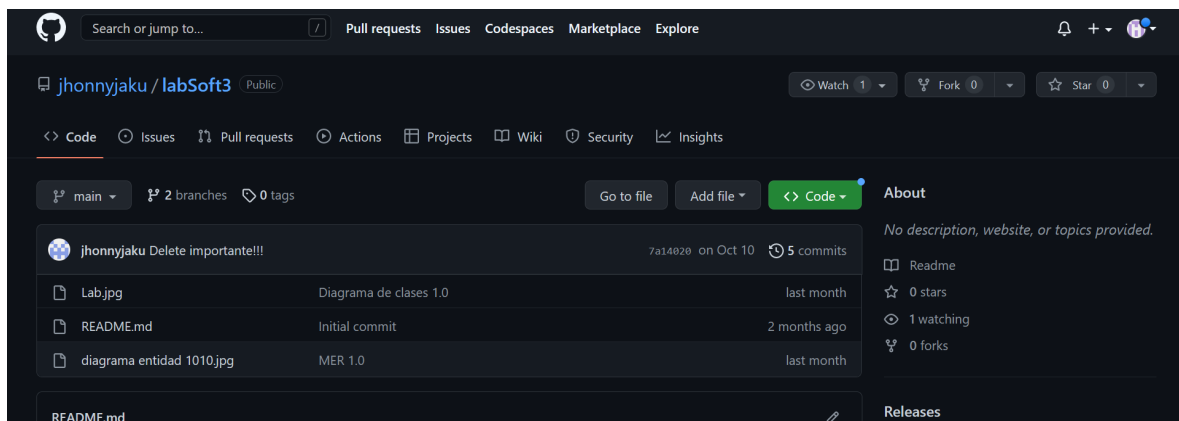 Search or jump to... / Pull requests Issues Codespaces Marketplace Explore
jhonnyjaku / labSoft3 Public Watch 1 Fork 0 Star 0
Code Issues Pull requests Actions Projects Wiki Security Insights
main 2 branches 0 tags Go to file Add file Code About
jhonnyjaku Delete importante!!! 7a14020 on Oct 10 5 commits No description, website, or topics provided.
Lab.jpg Diagrama de clases 1.0 last month
README.md Initial commit 2 months ago
diagrama entidad 1010.jpg MER 1.0 last month
Readme
0 stars
1 watching
0 forks
README.md Releases